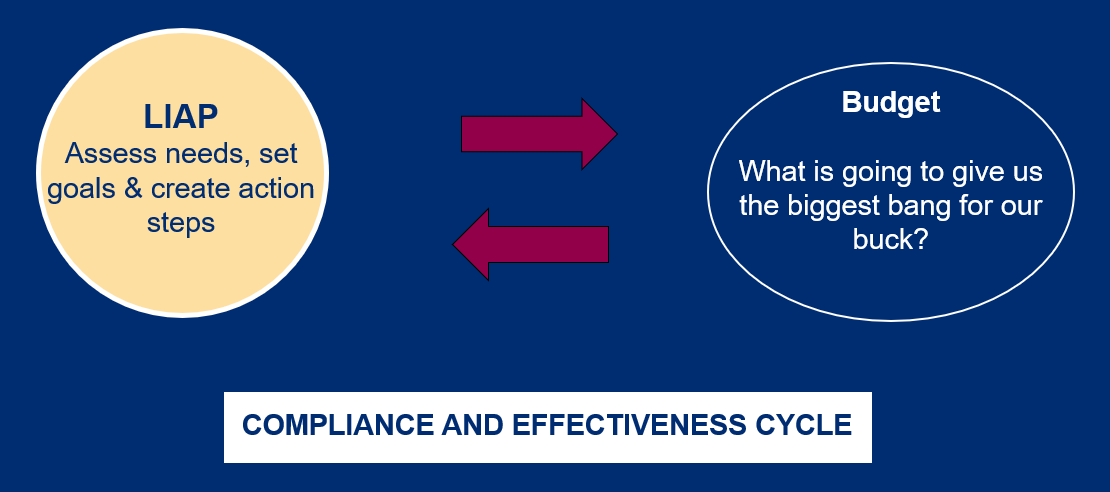 LIAP
Assess needs, set
goals & create action
steps
Budget
What is going to give us
the biggest bang for our
buck?
COMPLIANCE AND EFFECTIVENESS CYCLE